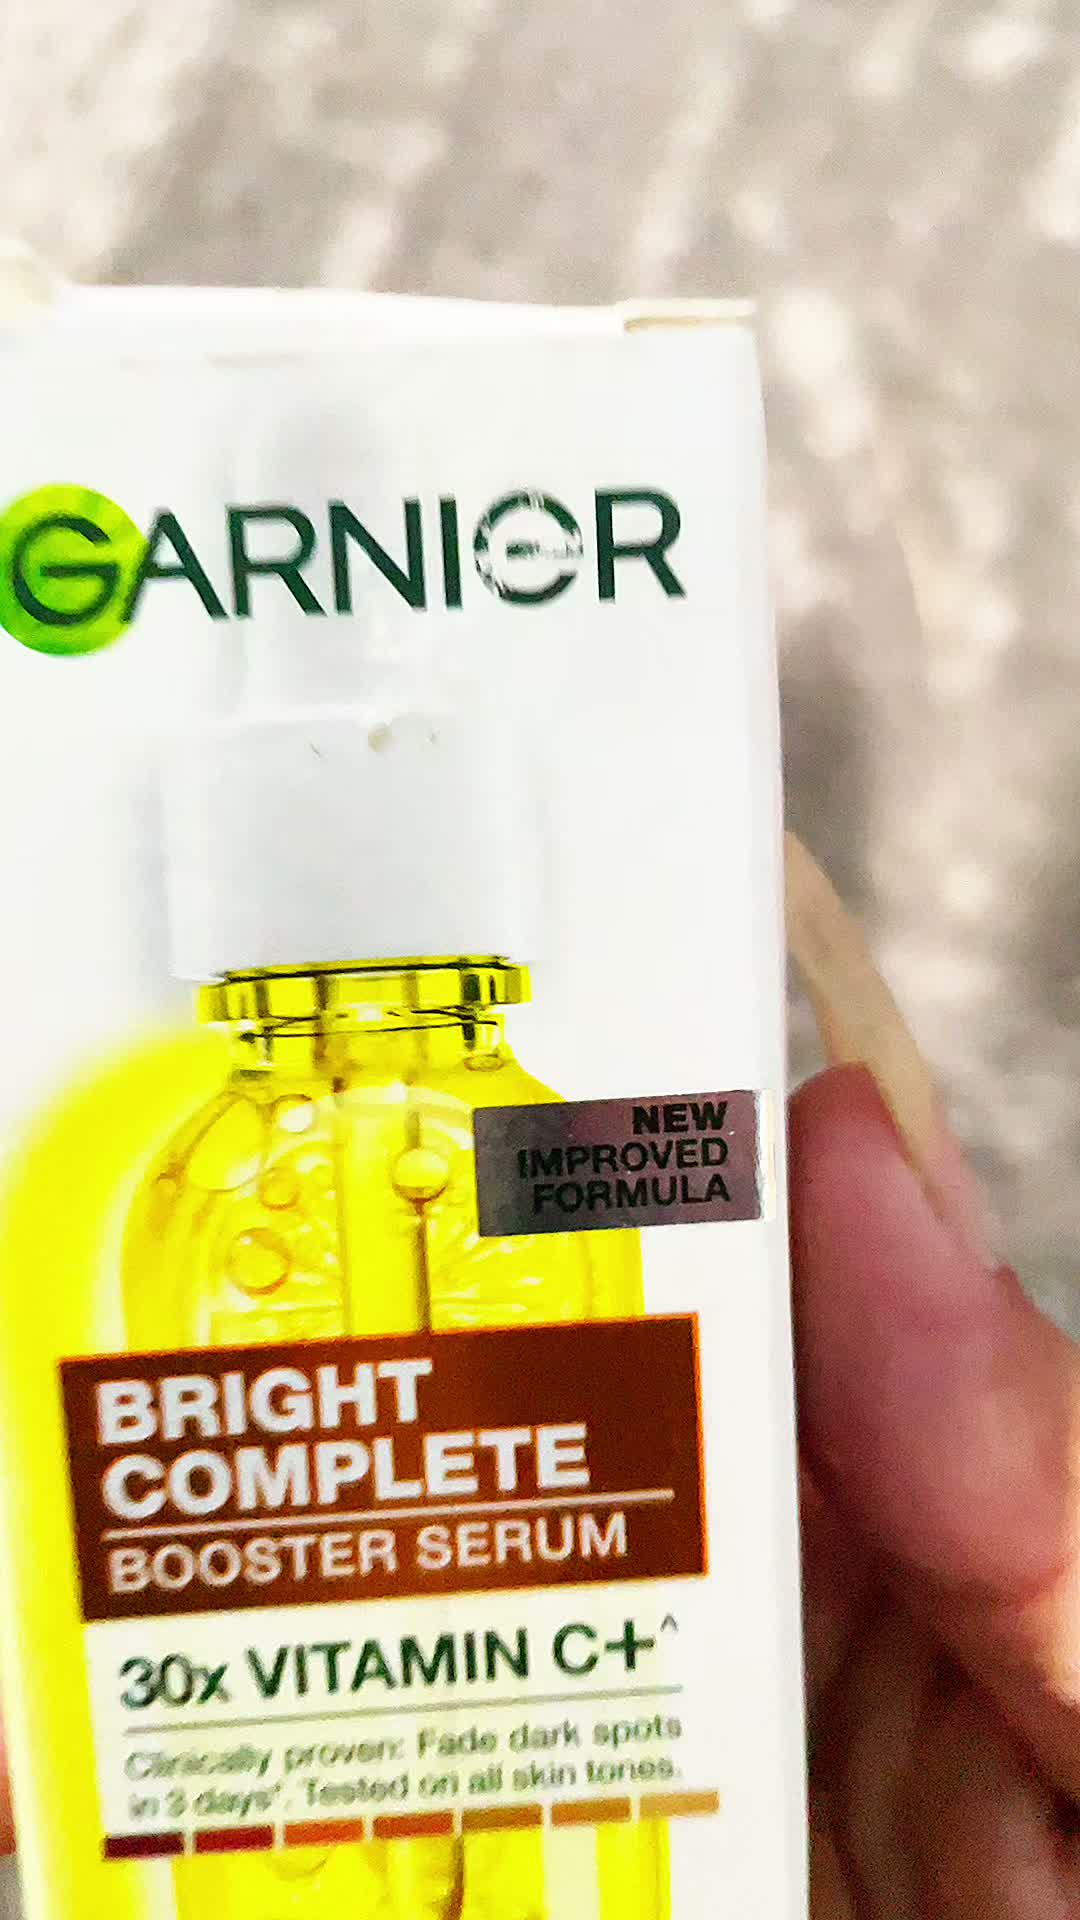 GARNIER
NEW
IMPROVED
FORMULA
BRIGHT
COMPLETE
BOOSTER SERUM
30x VITAMIN C+^
Clinically proven: Fade dark spots
in 3 days*. Tested on all skin tones.